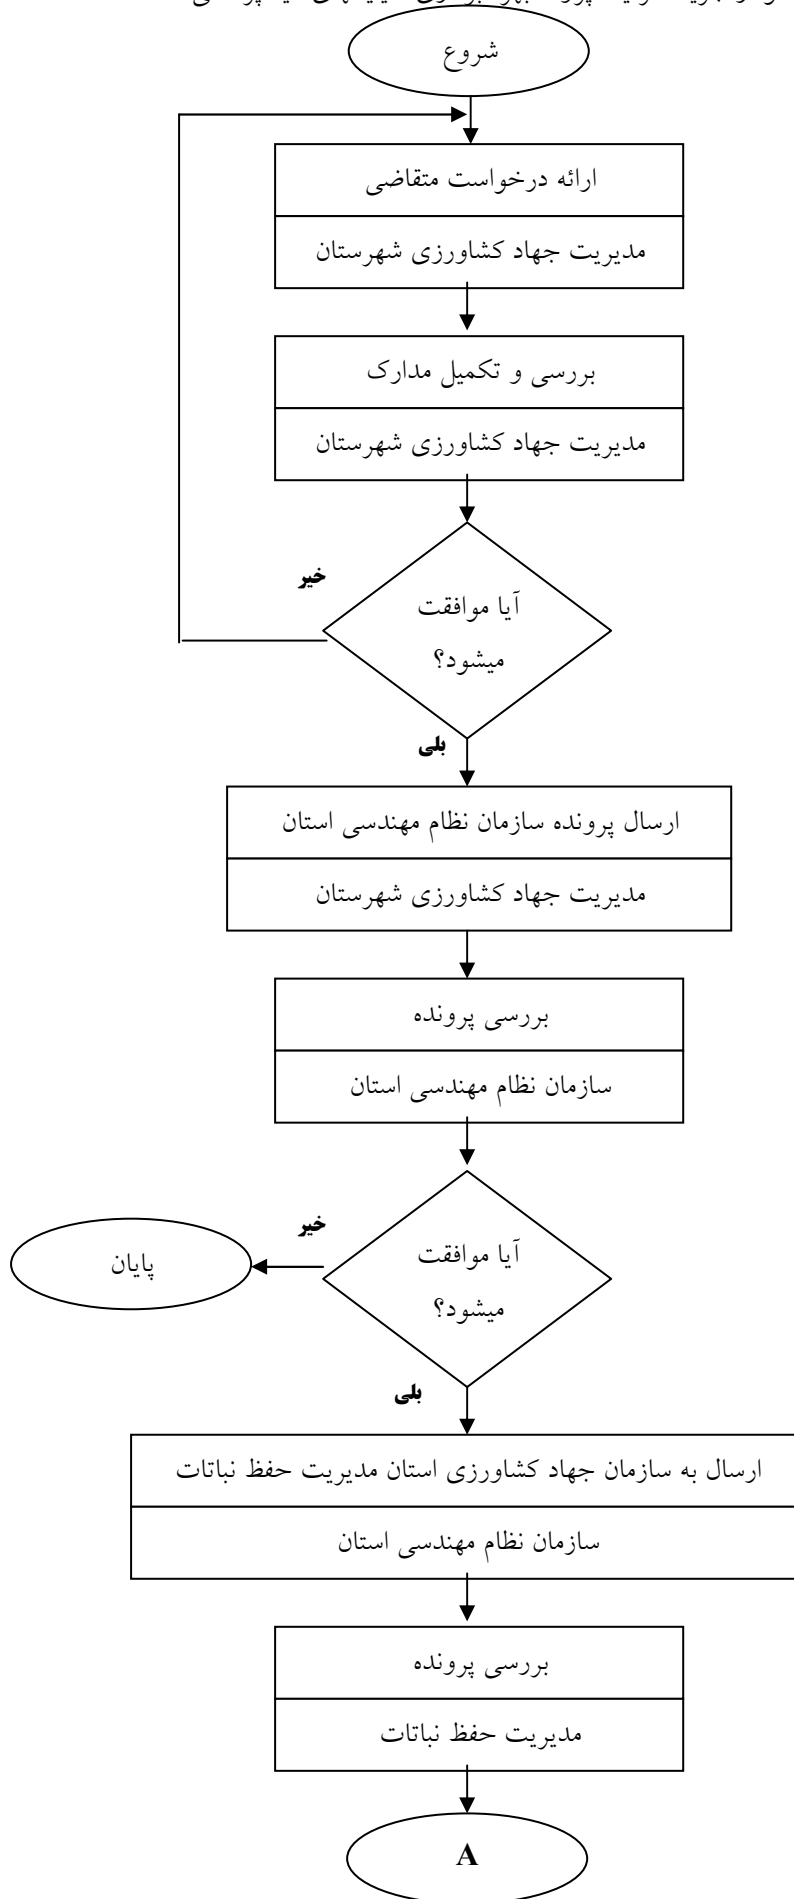 شروع
ارائه درخواست متقاضی
مدیریت جهاد کشاورزی شهرستان
بررسی و تکمیل مدارک
مدیریت جهاد کشاورزی شهرستان
خیر
آیا موافقت
میشود؟
بلی
ارسال پرونده سازمان نظام مهندسی استان
مدیریت جهاد کشاورزی شهرستان
بررسی پرونده
سازمان نظام مهندسی استان
خیر
آیا موافقت
میشود؟
پایان
بلی
ارسال به سازمان جهاد کشاورزی استان مدیریت حفظ نباتات
سازمان نظام مهندسی استان
بررسی پرونده
مدیریت حفظ نباتات
A